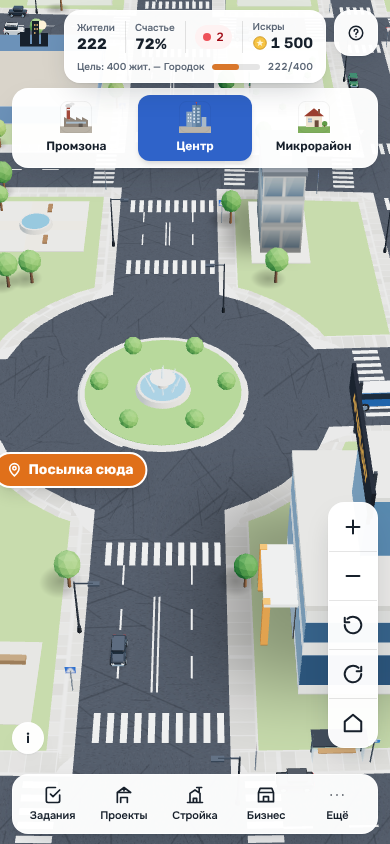 Жители
222
Счастье
72%
2
Искры
1 500
Цель: 400 жит. — Городок
222/400
Промзона
Центр
Микрорайон
Посылка сюда
Задания
Проекты
Стройка
Бизнес
Ещё